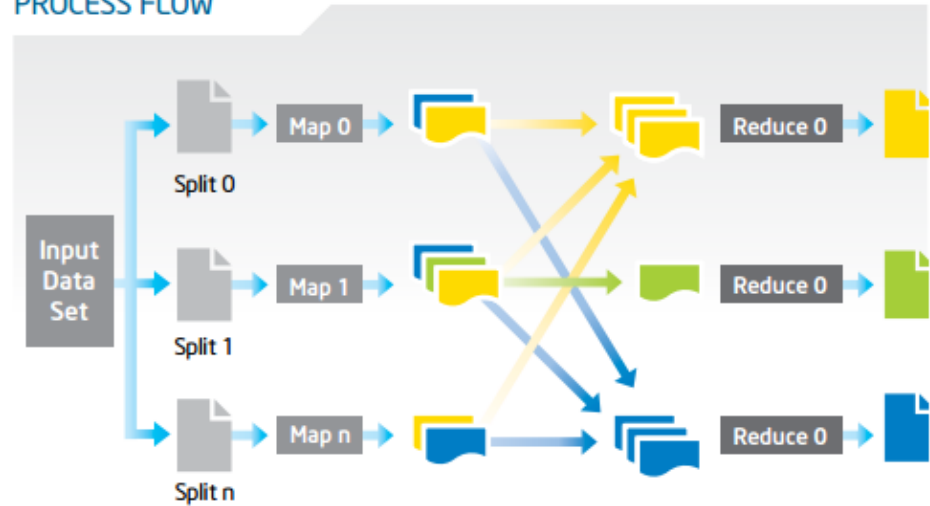 PROCESS FLOW
Map 0
Reduce 0
Split 0
Input
Data
Set
Map 1
Reduce 0
Split 1
Map n
Reduce 0
Split n